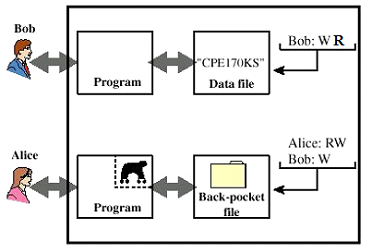 Bob
Program
"CPE170KS"
Data file
Bob: W R
Alice
Program
Back-pocket
file
Alice: RW
Bob: W